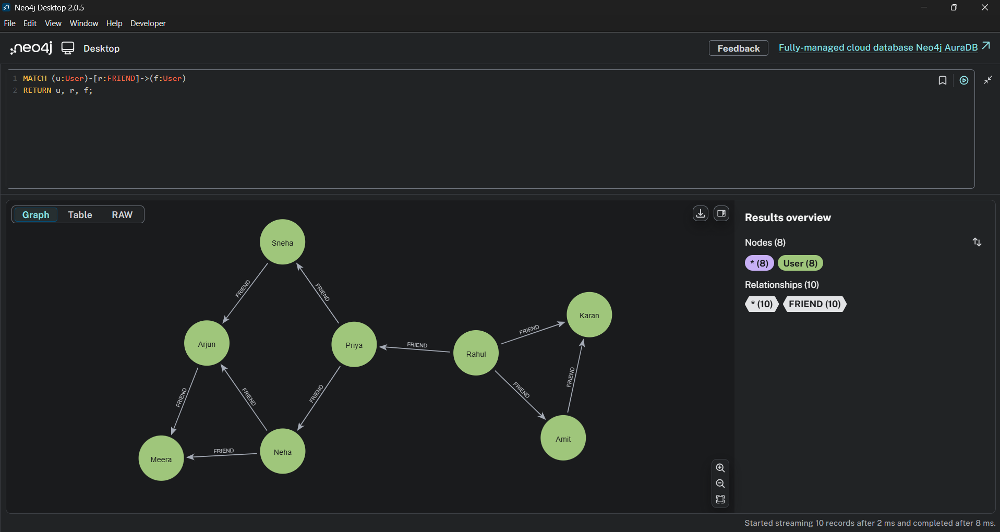 Neo4j Desktop 2.0.5
File Edit View Window Help Developer
neo4j Desktop Feedback Fully-managed cloud database Neo4j AuraDB
1 MATCH (u:User)-[r:FRIEND]->(f:User)
2 RETURN u, r, f;
Graph Table RAW
Results overview
Nodes (8)
* (8) User (8)
Relationships (10)
* (10) FRIEND (10)
Sneha
FRIEND
FRIEND
Karan
FRIEND
Arjun
Priya
FRIEND
Rahul
FRIEND
FRIEND
FRIEND
FRIEND
FRIEND
Amit
FRIEND
Neha
Meera
Started streaming 10 records after 2 ms and completed after 8 ms.